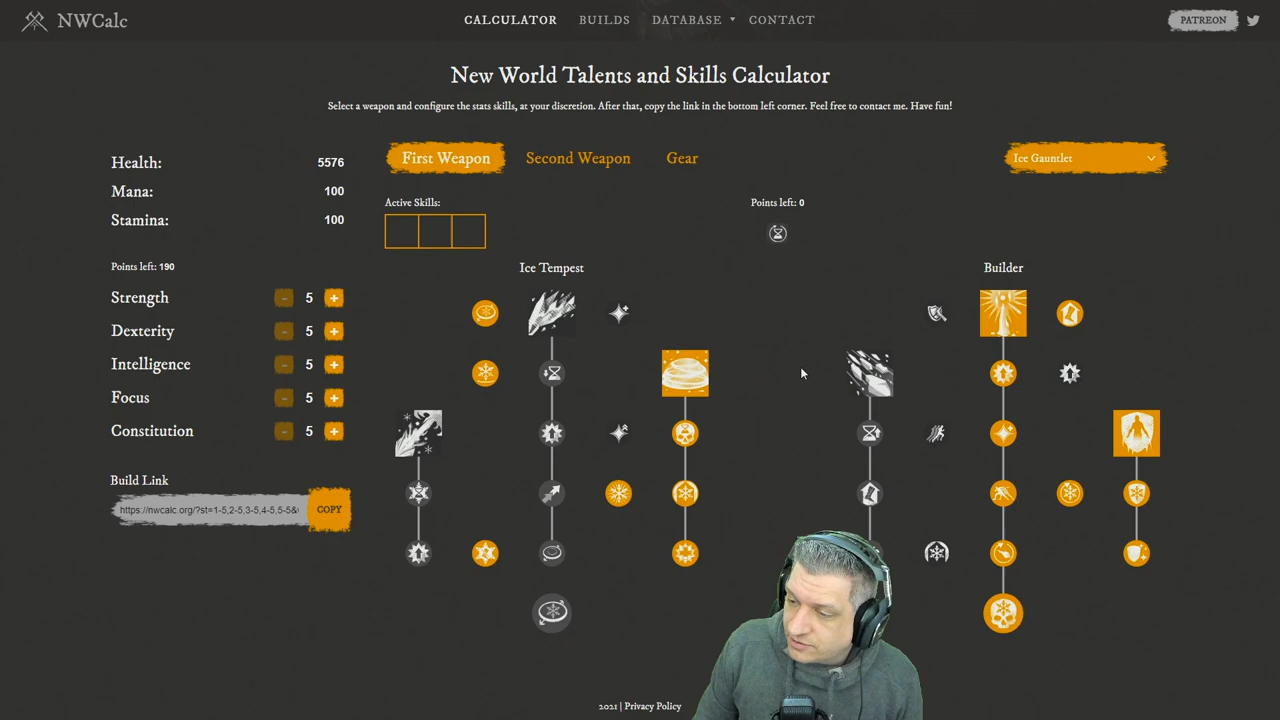 NWCalc
CALCULATOR BUILDS DATABASE CONTACT
PATREON
New World Talents and Skills Calculator
Select a weapon and configure the stats skills, at your discretion. After that, copy the link in the bottom left corner. Feel free to contact me. Have fun!
Health: 5576
Mana: 100
Stamina: 100
Points left: 190
Strength - 5 +
Dexterity - 5 +
Intelligence - 5 +
Focus - 5 +
Constitution - 5 +
Build Link
https://nwcalc.org/?st=1-5,2-5,3-5,4-5,5-5&
COPY
First Weapon Second Weapon Gear
Ice Gauntlet
Active Skills:
Points left: 0
Ice Tempest
Builder
2021 | Privacy Policy